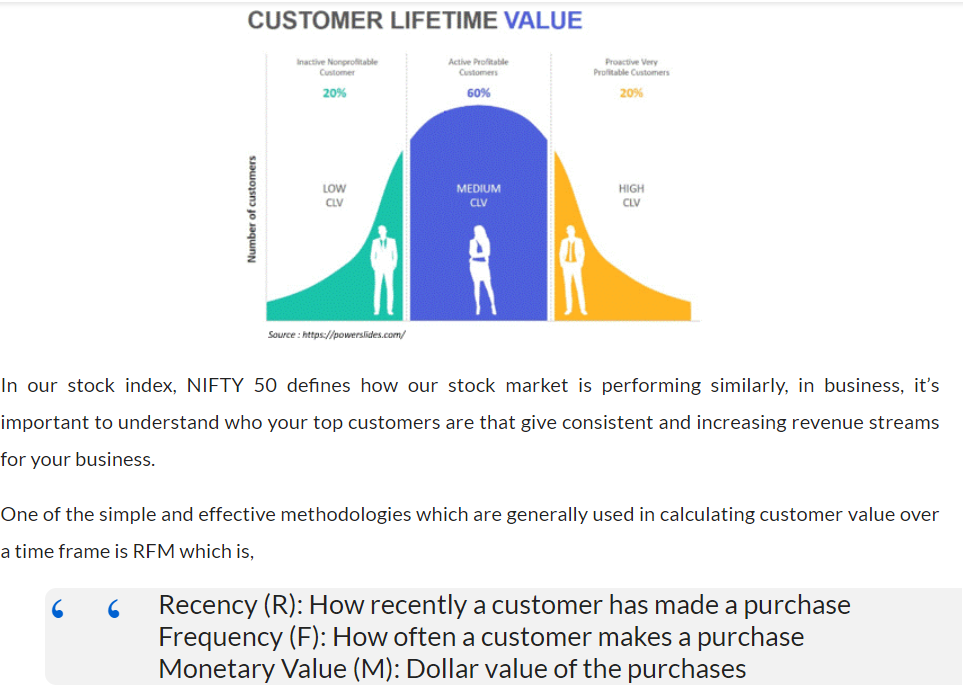 CUSTOMER LIFETIME VALUE
Inactive Nonprofitable
Customer
20%
Active Profitable
Customers
60%
Proactive Very
Profitable Customers
20%
Number of customers
LOW
CLV
MEDIUM
CLV
HIGH
CLV
Source : https://powerslides.com/
In our stock index, NIFTY 50 defines how our stock market is performing similarly, in business, it’s
important to understand who your top customers are that give consistent and increasing revenue streams
for your business.
One of the simple and effective methodologies which are generally used in calculating customer value over
a time frame is RFM which is,
Recency (R): How recently a customer has made a purchase
Frequency (F): How often a customer makes a purchase
Monetary Value (M): Dollar value of the purchases